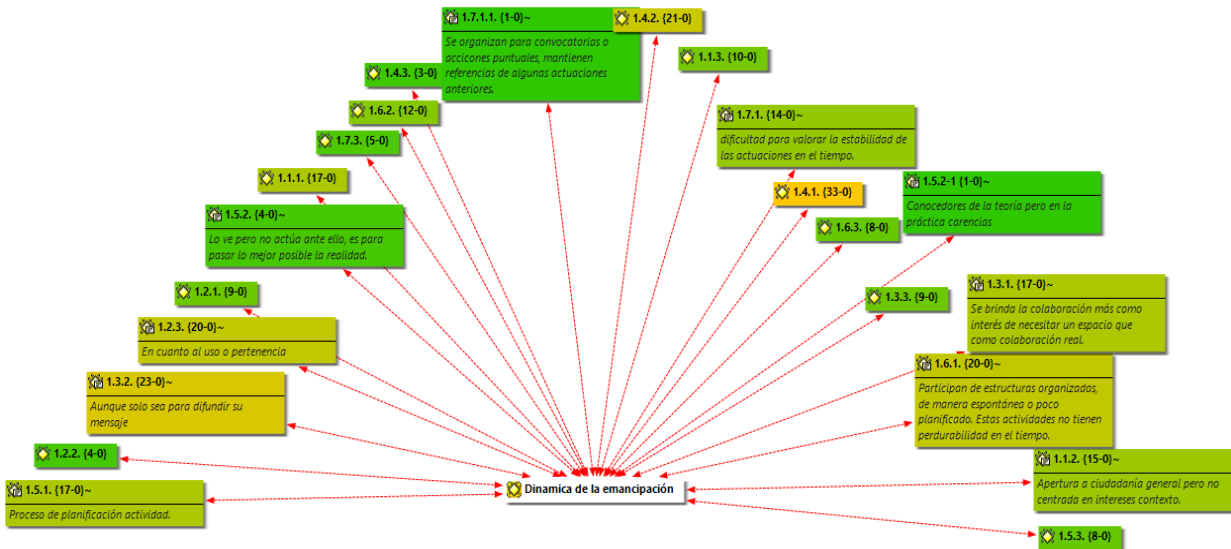 1.7.1.1. {1-0}~
Se organizan para convocatorias o
accicones puntuales, mantienen
referencias de algunas actuaciones
anteriores.
1.4.2. {21-0}
1.1.3. {10-0}
1.4.3. {3-0}
1.6.2. {12-0}
1.7.3. {5-0}
1.7.1. {14-0}~
dificultad para valorar la estabilidad de
las actuaciones en el tiempo.
1.1.1. {17-0}
1.4.1. {33-0}
1.5.2-1 {1-0}~
Conocedores de la teoría pero en la
práctica carencias
1.5.2. {4-0}~
Lo ve pero no actúa ante ello, es para
pasar lo mejor posible la realidad.
1.6.3. {8-0}
1.2.1. {9-0}
1.3.3. {9-0}
1.3.1. {17-0}~
Se brinda la colaboración más como
interés de necesitar un espacio que
como colaboración real.
1.2.3. {20-0}~
En cuanto al uso o pertenencia
1.6.1. {20-0}~
Participan de estructuras organizadas,
de manera espontánea o poco
planificado. Estas actividades no tienen
perdurabilidad en el tiempo.
1.3.2. {23-0}~
Aunque solo sea para difundir su
mensaje
1.2.2. {4-0}
1.1.2. {15-0}~
Apertura a ciudadanía general pero no
centrada en intereses contexto.
1.5.1. {17-0}~
Proceso de planificación actividad.
Dinamica de la emancipación
1.5.3. {8-0}